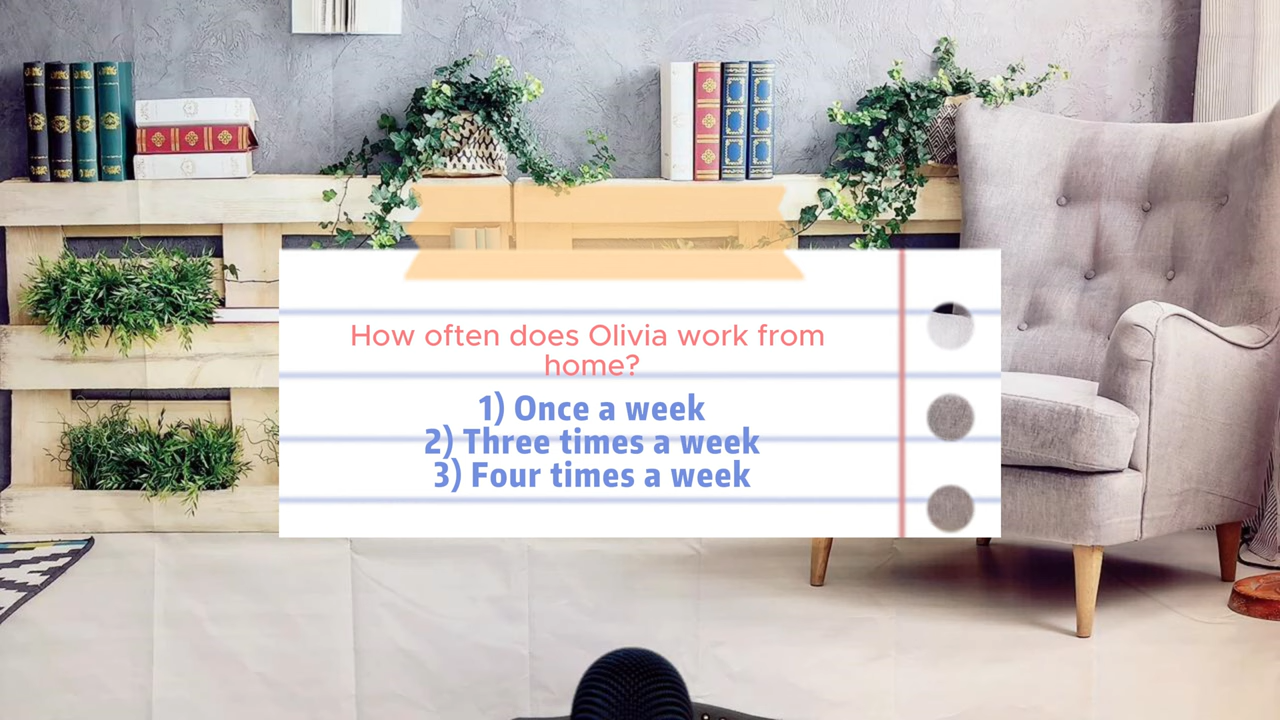 How often does Olivia work from
home?
1) Once a week
2) Three times a week
3) Four times a week